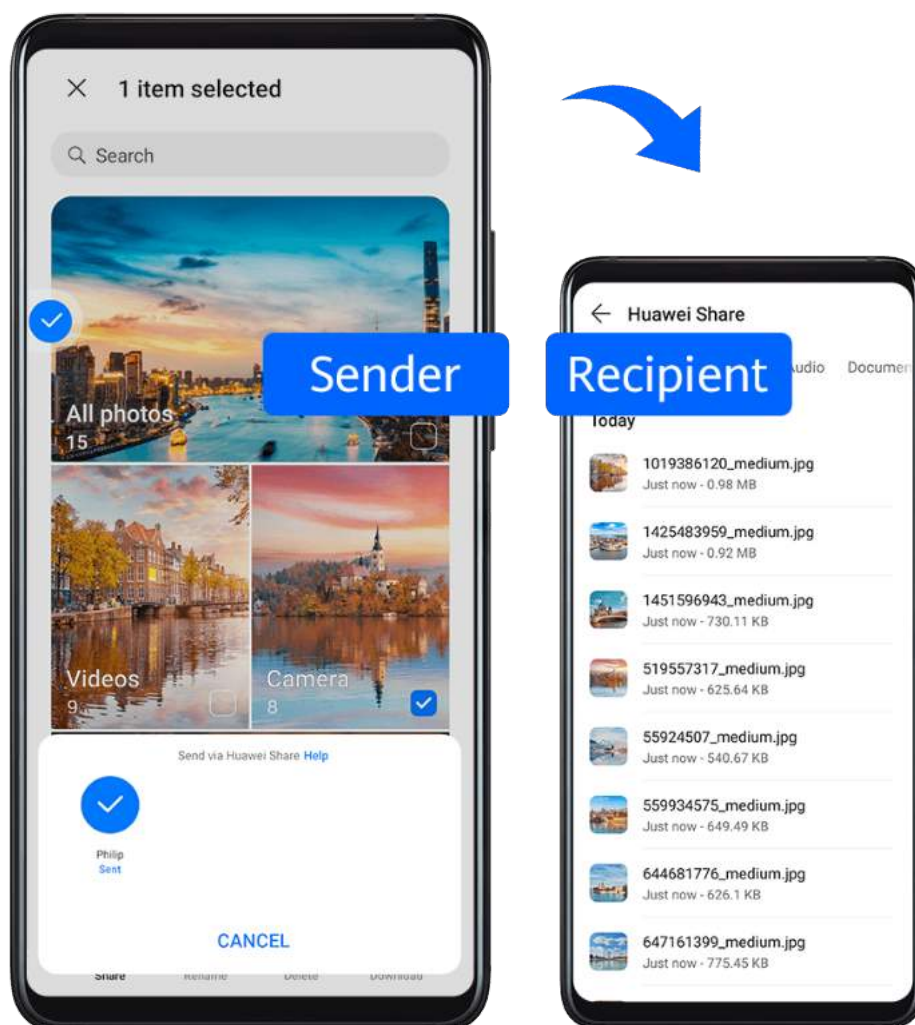 1 item selected
Search
All photos
15
Sender
Videos
9
Camera
8
Send via Huawei Share Help
Philip
Sent
CANCEL
Share Rename Delete Download
Huawei Share
Recipient
Today
1019386120_medium.jpg
Just now - 0.98 MB
1425483959_medium.jpg
Just now - 0.92 MB
1451596943_medium.jpg
Just now - 730.11 KB
519557317_medium.jpg
Just now - 625.64 KB
55924507_medium.jpg
Just now - 540.67 KB
559934575_medium.jpg
Just now - 649.49 KB
644681776_medium.jpg
Just now - 626.1 KB
647161399_medium.jpg
Just now - 775.45 KB